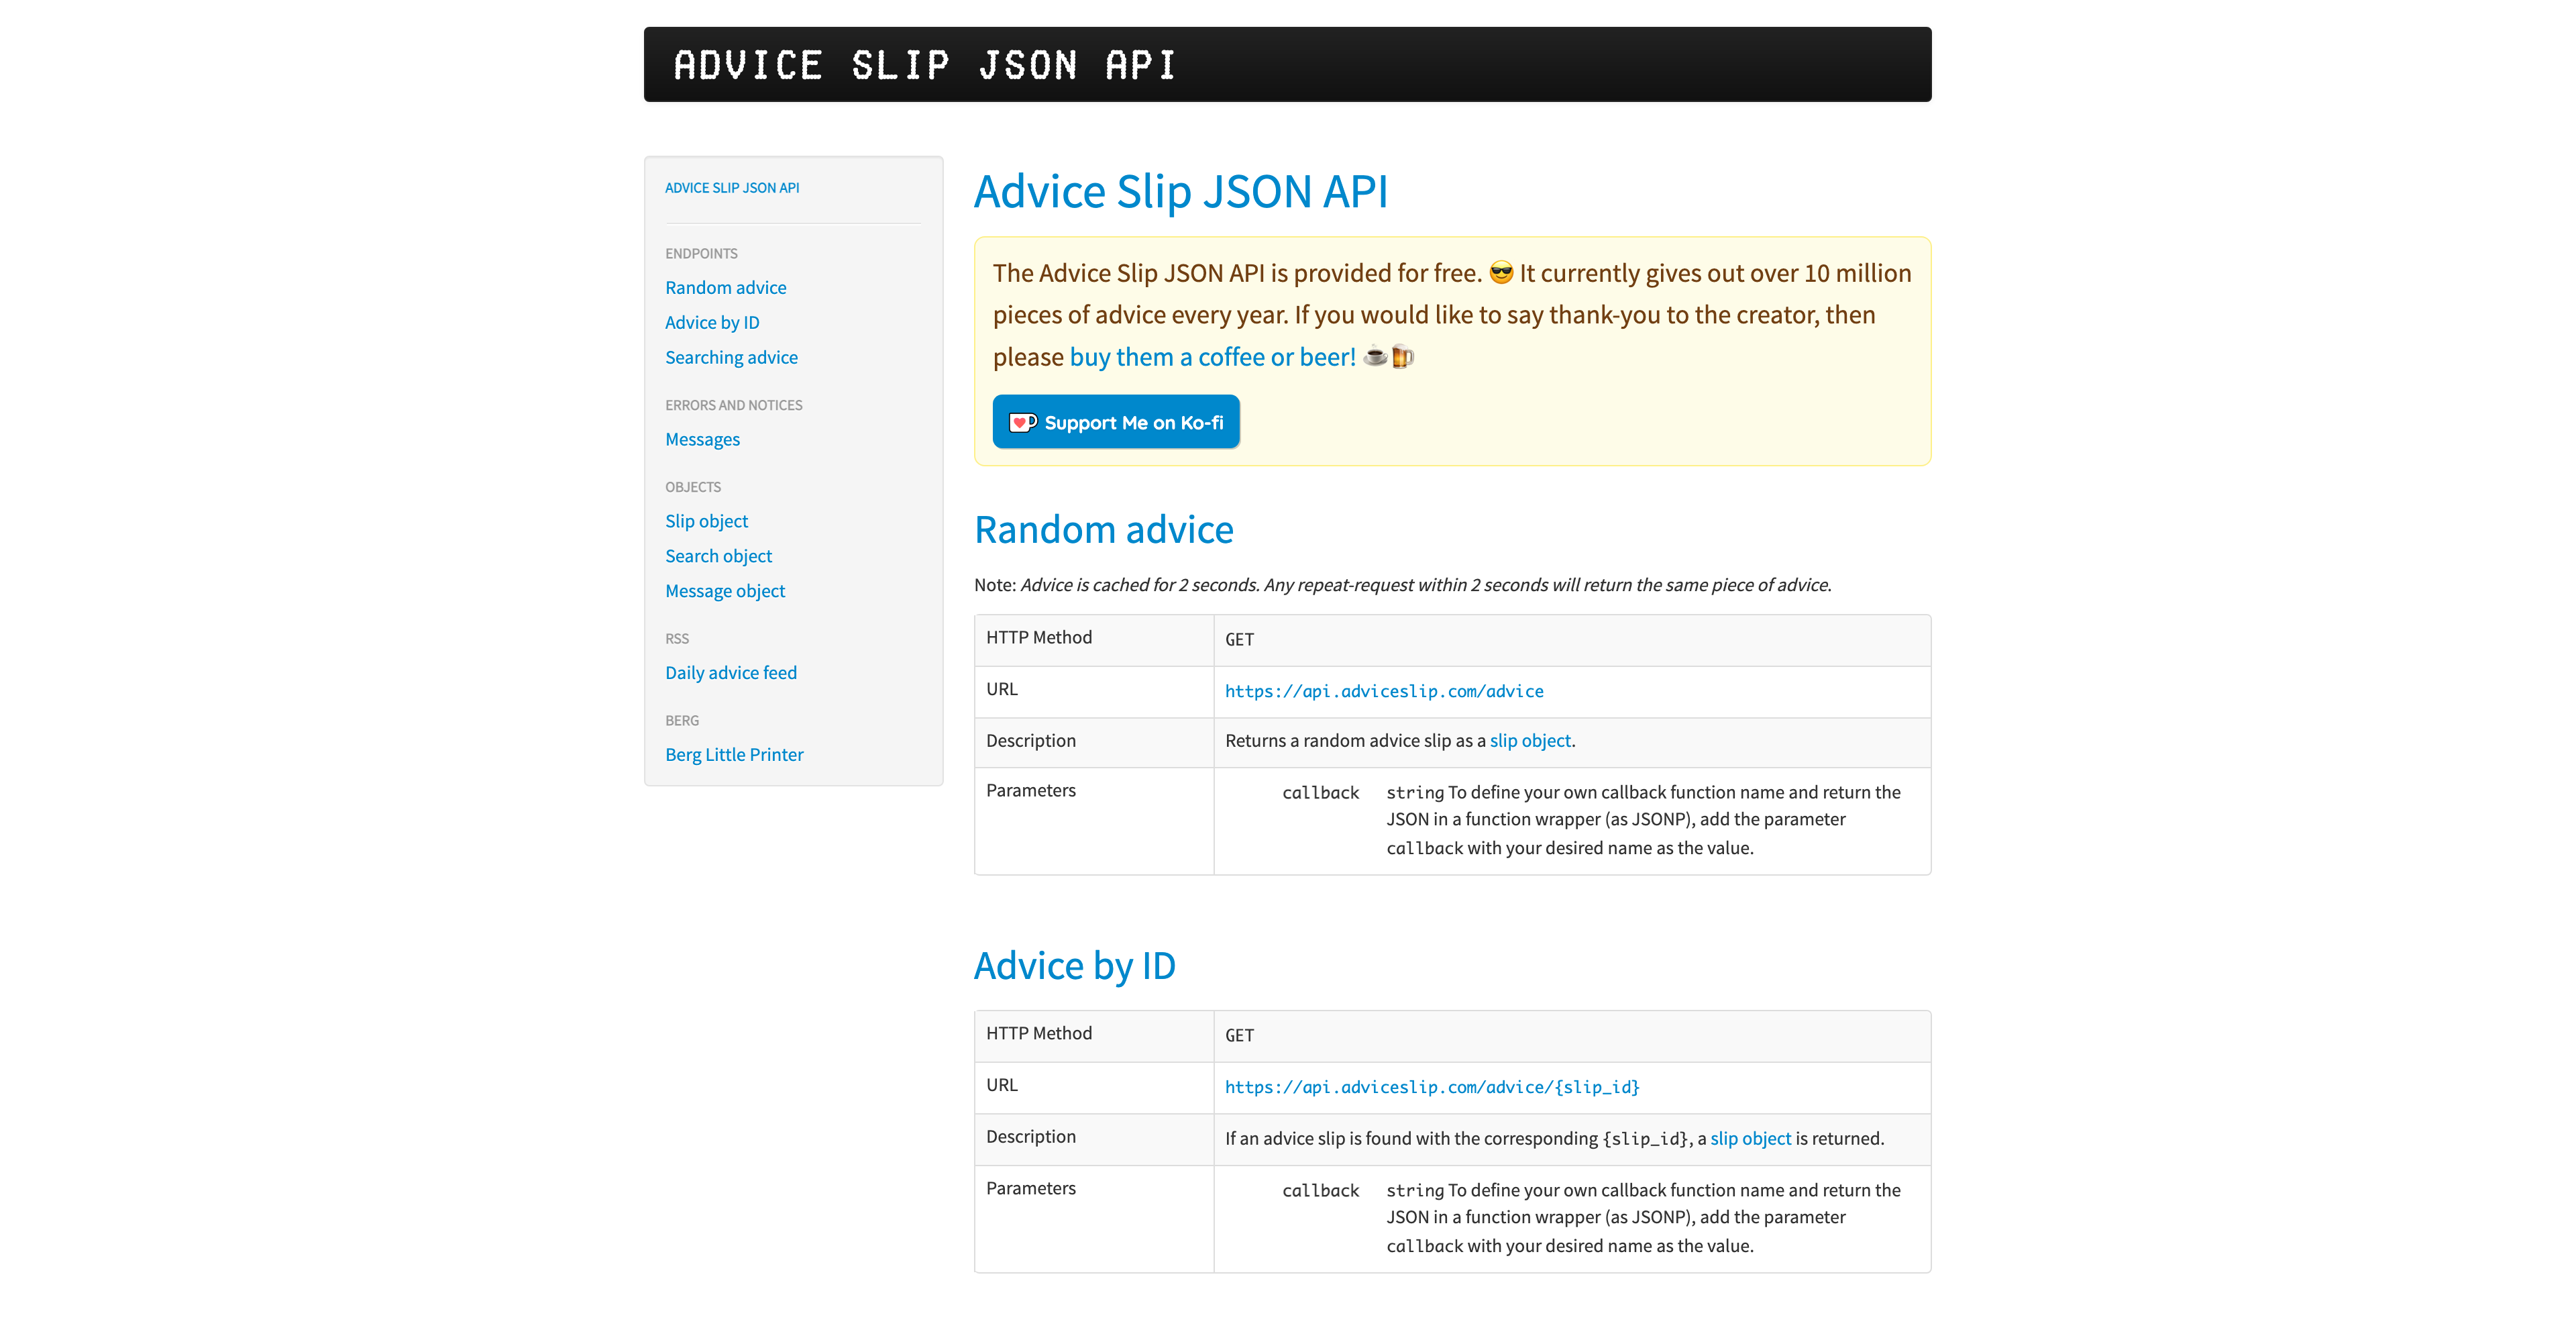 ADVICE SLIP JSON API
ADVICE SLIP JSON API
ENDPOINTS
Random advice
Advice by ID
Searching advice
ERRORS AND NOTICES
Messages
OBJECTS
Slip object
Search object
Message object
RSS
Daily advice feed
BERG
Berg Little Printer
Advice Slip JSON API
The Advice Slip JSON API is provided for free. 😎 It currently gives out over 10 million
pieces of advice every year. If you would like to say thank-you to the creator, then
please buy them a coffee or beer! ☕🍺
Support Me on Ko-fi
Random advice
Note: Advice is cached for 2 seconds. Any repeat-request within 2 seconds will return the same piece of advice.
HTTP Method GET
URL https://api.adviceslip.com/advice
Description Returns a random advice slip as a slip object.
Parameters callback string To define your own callback function name and return the
JSON in a function wrapper (as JSONP), add the parameter
callback with your desired name as the value.
Advice by ID
HTTP Method GET
URL https://api.adviceslip.com/advice/{slip_id}
Description If an advice slip is found with the corresponding {slip_id}, a slip object is returned.
Parameters callback string To define your own callback function name and return the
JSON in a function wrapper (as JSONP), add the parameter
callback with your desired name as the value.